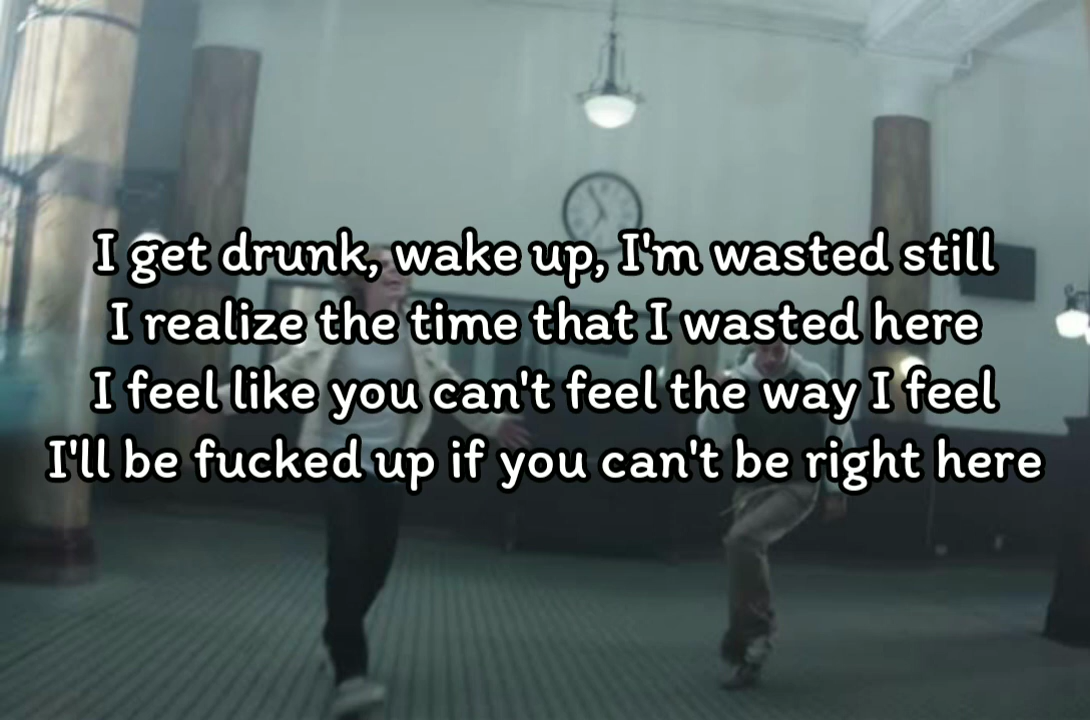 I get drunk, wake up, I'm wasted still
I realize the time that I wasted here
I feel like you can't feel the way I feel
I'll be fucked up if you can't be right here